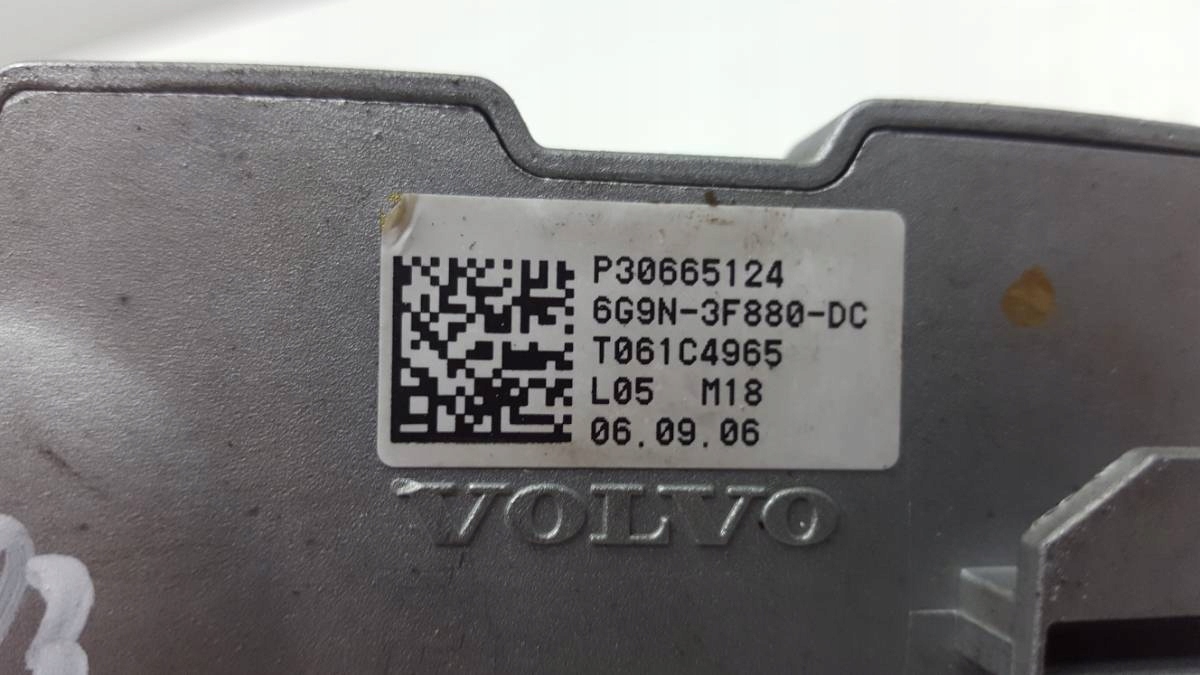 P30665124
6G9N-3F880-DC
T061C4965
L05 M18
06.09.06
VOLVO